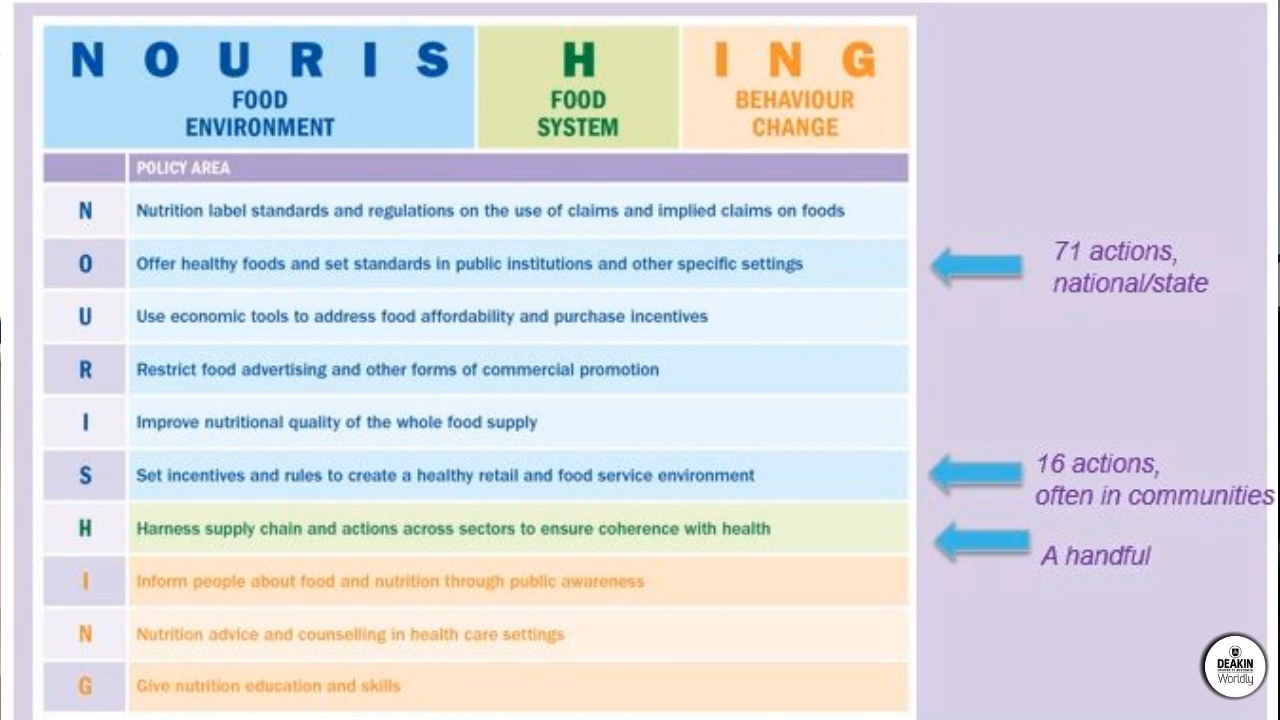 N O U R I S
FOOD
ENVIRONMENT
H
FOOD
SYSTEM
I N G
BEHAVIOUR
CHANGE
POLICY AREA
N Nutrition label standards and regulations on the use of claims and implied claims on foods
O Offer healthy foods and set standards in public institutions and other specific settings
71 actions,
national/state
U Use economic tools to address food affordability and purchase incentives
R Restrict food advertising and other forms of commercial promotion
I Improve nutritional quality of the whole food supply
S Set incentives and rules to create a healthy retail and food service environment
16 actions,
often in communities
H Harness supply chain and actions across sectors to ensure coherence with health
A handful
I Inform people about food and nutrition through public awareness
N Nutrition advice and counselling in health care settings
G Give nutrition education and skills
DEAKIN
Worldly